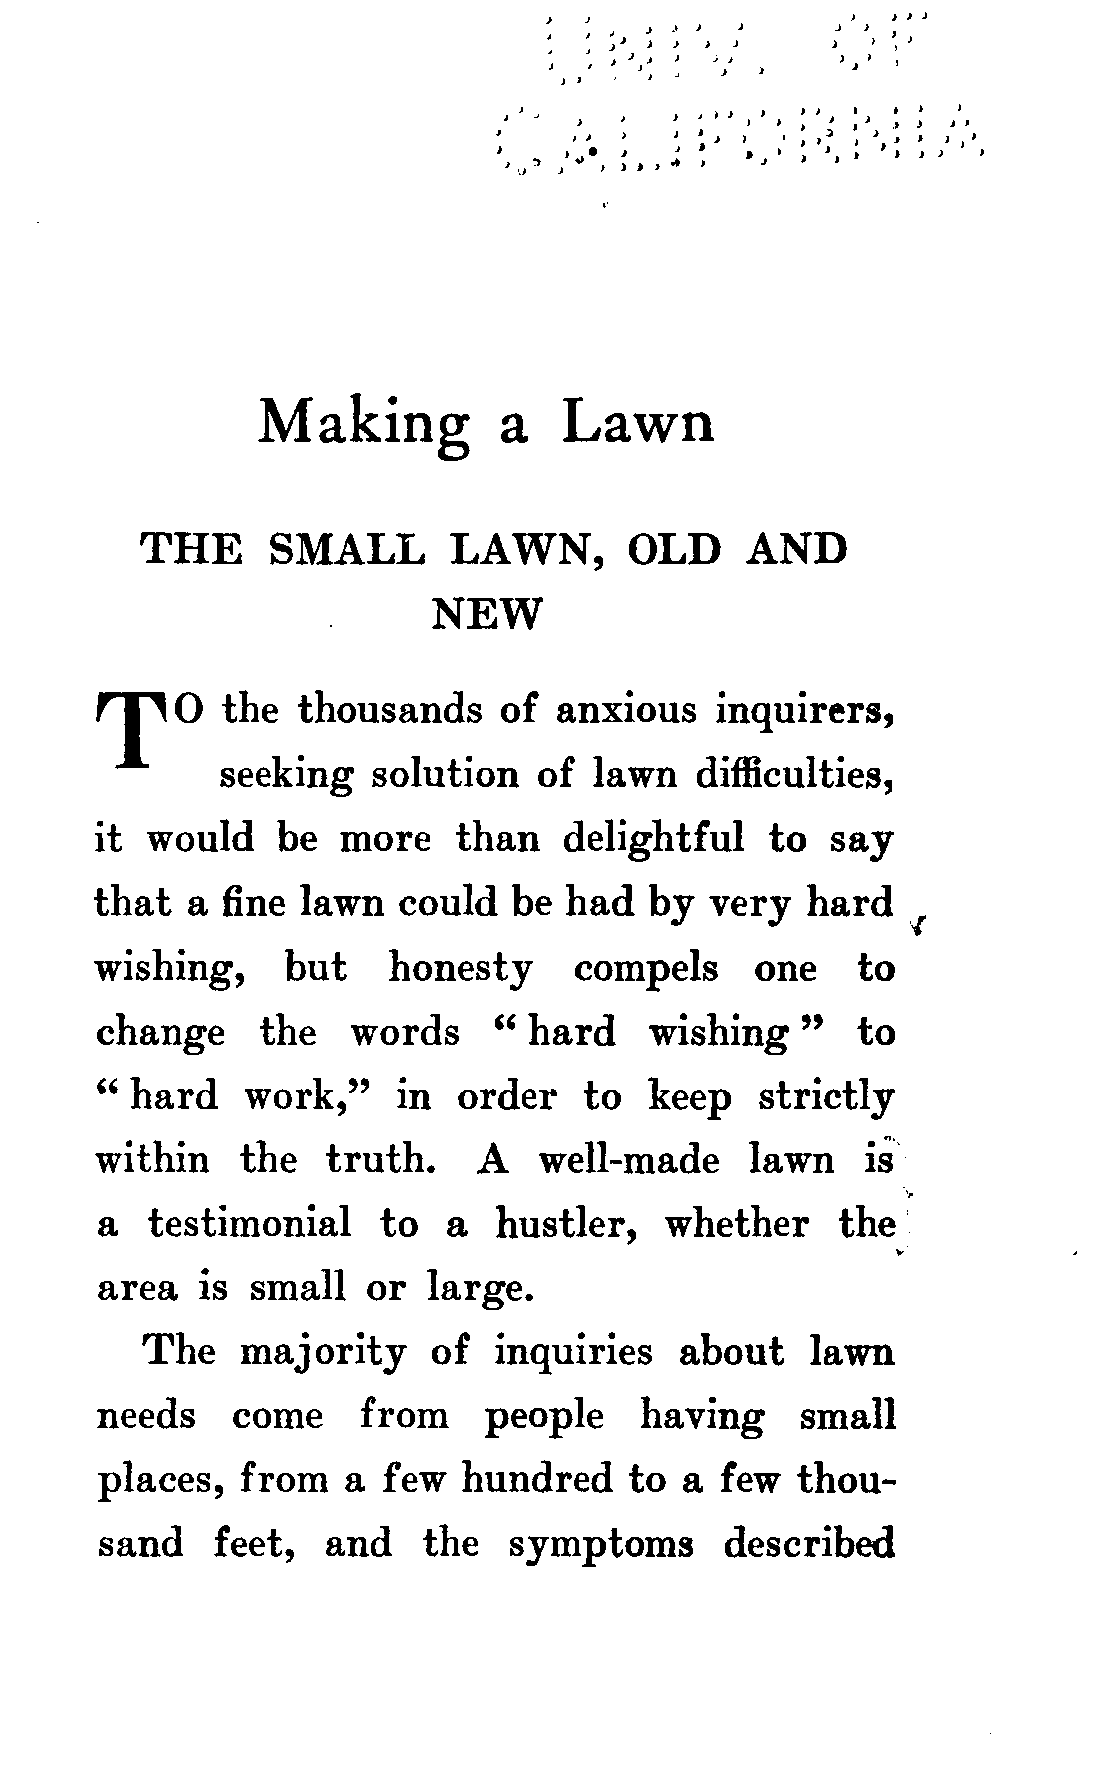 UNIV. OF
CALIFORNIA
Making a Lawn
THE SMALL LAWN, OLD AND
NEW
TO the thousands of anxious inquirers,
seeking solution of lawn difficulties,
it would be more than delightful to say
that a fine lawn could be had by very hard
wishing, but honesty compels one to
change the words “ hard wishing ” to
“ hard work,” in order to keep strictly
within the truth. A well-made lawn is
a testimonial to a hustler, whether the
area is small or large.
The majority of inquiries about lawn
needs come from people having small
places, from a few hundred to a few thou-
sand feet, and the symptoms described